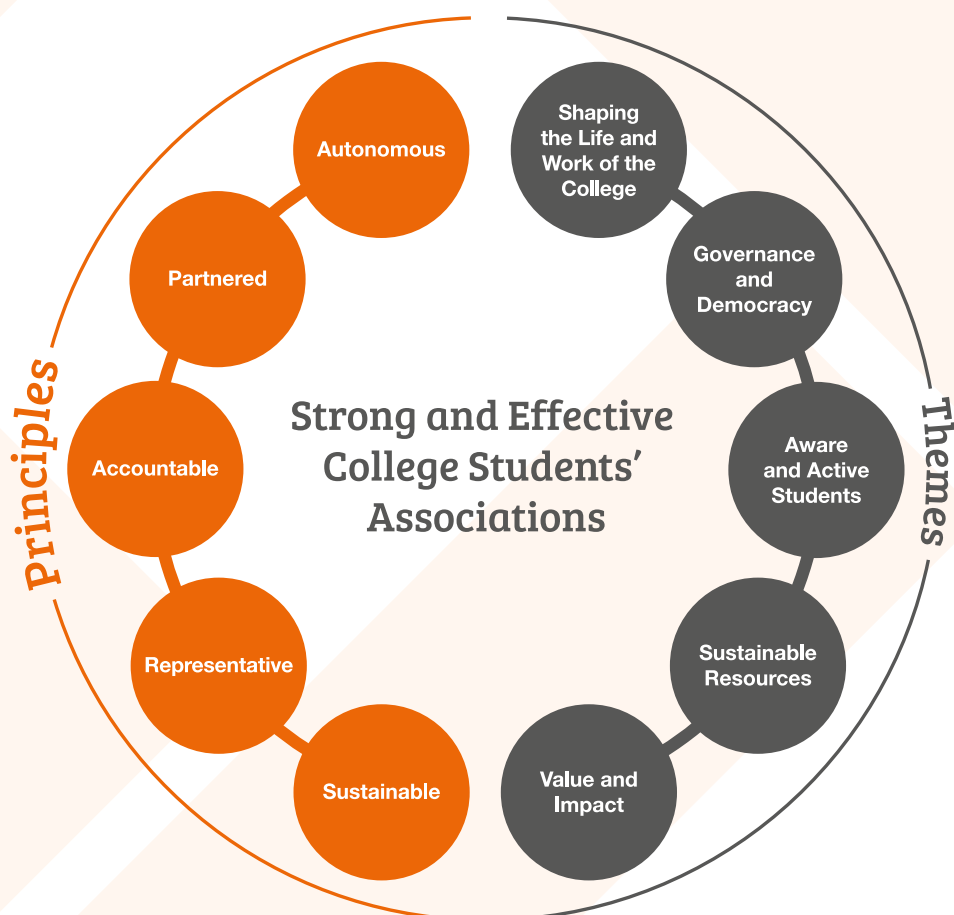 Principles
Autonomous
Partnered
Accountable
Representative
Sustainable
Strong and Effective
College Students’
Associations
Themes
Shaping
the Life and
Work of the
College
Governance
and
Democracy
Aware
and Active
Students
Sustainable
Resources
Value and
Impact